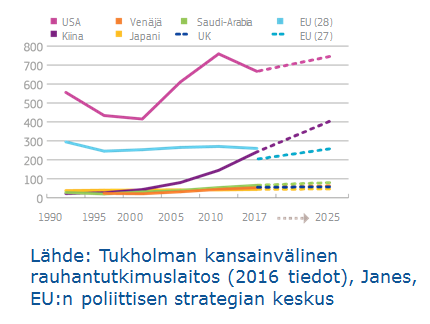 USA Venäjä Saudi-Arabia EU (28)
Kiina Japani UK EU (27)
800
700
600
500
400
300
200
100
0
1990 1995 2000 2005 2010 2017 2025
Lähde: Tukholman kansainvälinen
rauhantutkimuslaitos (2016 tiedot), Janes,
EU:n poliittisen strategian keskus